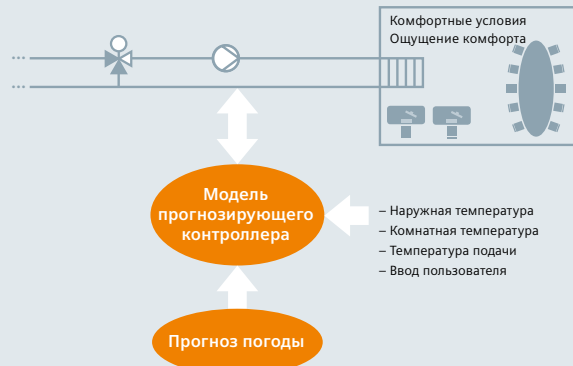 Комфортные условия
Ощущение комфорта
Модель
прогнозирующего
контроллера
– Наружная температура
– Комнатная температура
– Температура подачи
– Ввод пользователя
Прогноз погоды